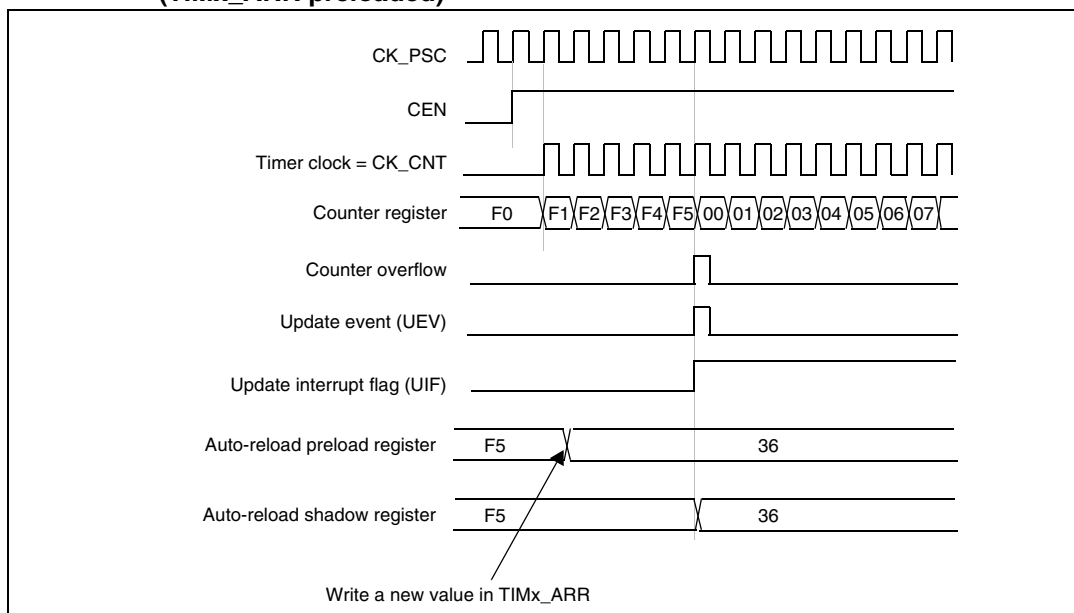 (TIMx_ARR preloaded)
CK_PSC
CEN
Timer clock = CK_CNT
Counter register F0 F1 F2 F3 F4 F5 00 01 02 03 04 05 06 07
Counter overflow
Update event (UEV)
Update interrupt flag (UIF)
Auto-reload preload register F5 36
Auto-reload shadow register F5 36
Write a new value in TIMx_ARR